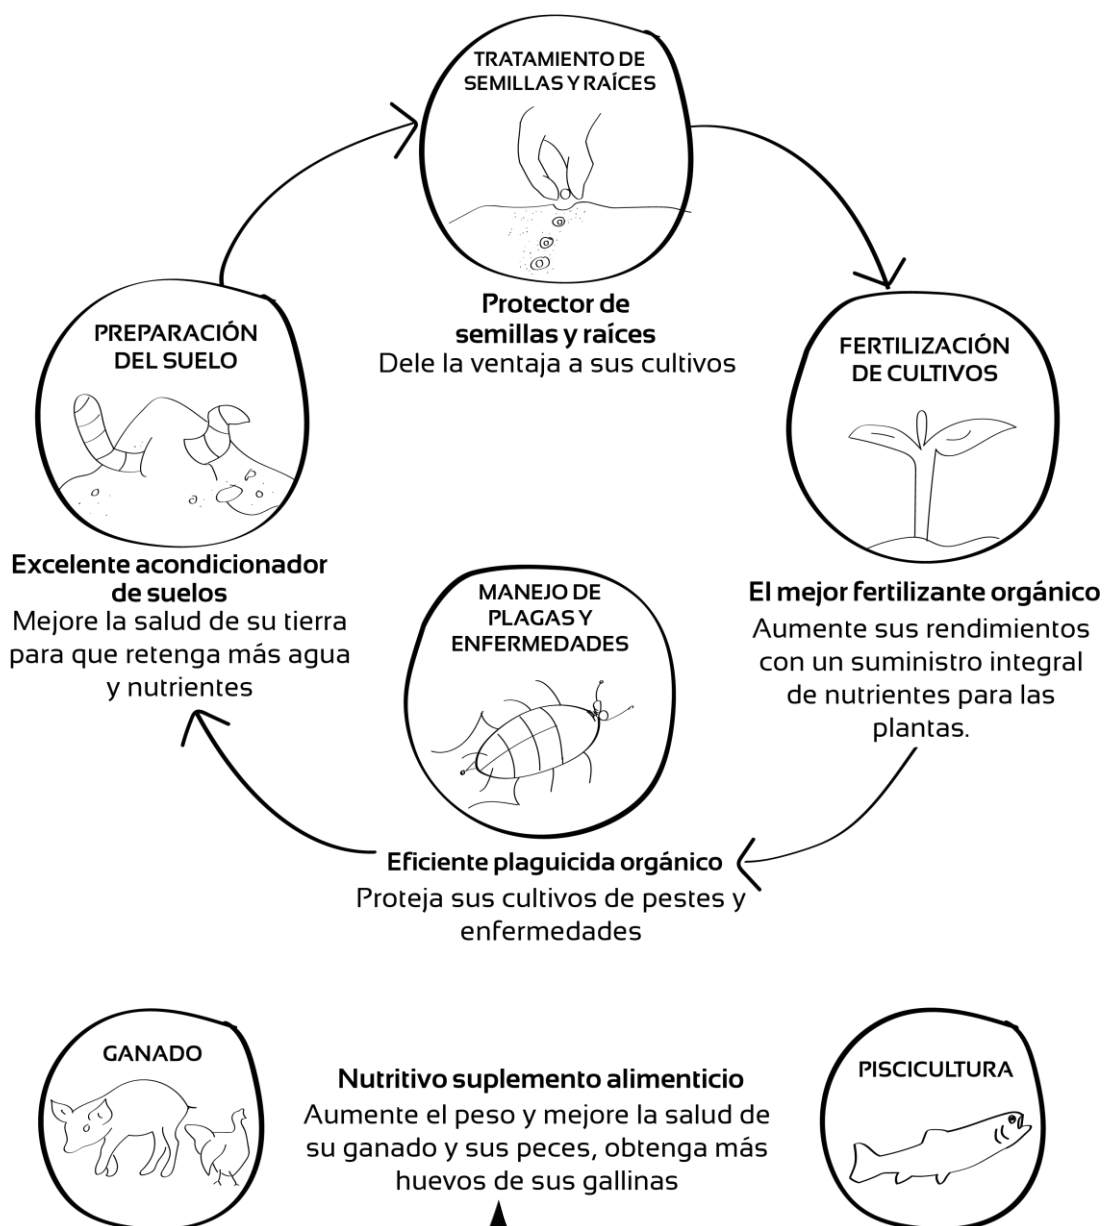 TRATAMIENTO DE
SEMILLAS Y RAÍCES
Protector de
semillas y raíces
Dele la ventaja a sus cultivos
PREPARACIÓN
DEL SUELO
Excelente acondicionador
de suelos
Mejore la salud de su tierra
para que retenga más agua
y nutrientes
FERTILIZACIÓN
DE CULTIVOS
El mejor fertilizante orgánico
Aumente sus rendimientos
con un suministro integral
de nutrientes para las
plantas.
MANEJO DE
PLAGAS Y
ENFERMEDADES
Eficiente plaguicida orgánico
Proteja sus cultivos de pestes y
enfermedades
GANADO
Nutritivo suplemento alimenticio
Aumente el peso y mejore la salud de
su ganado y sus peces, obtenga más
huevos de sus gallinas
PISCICULTURA